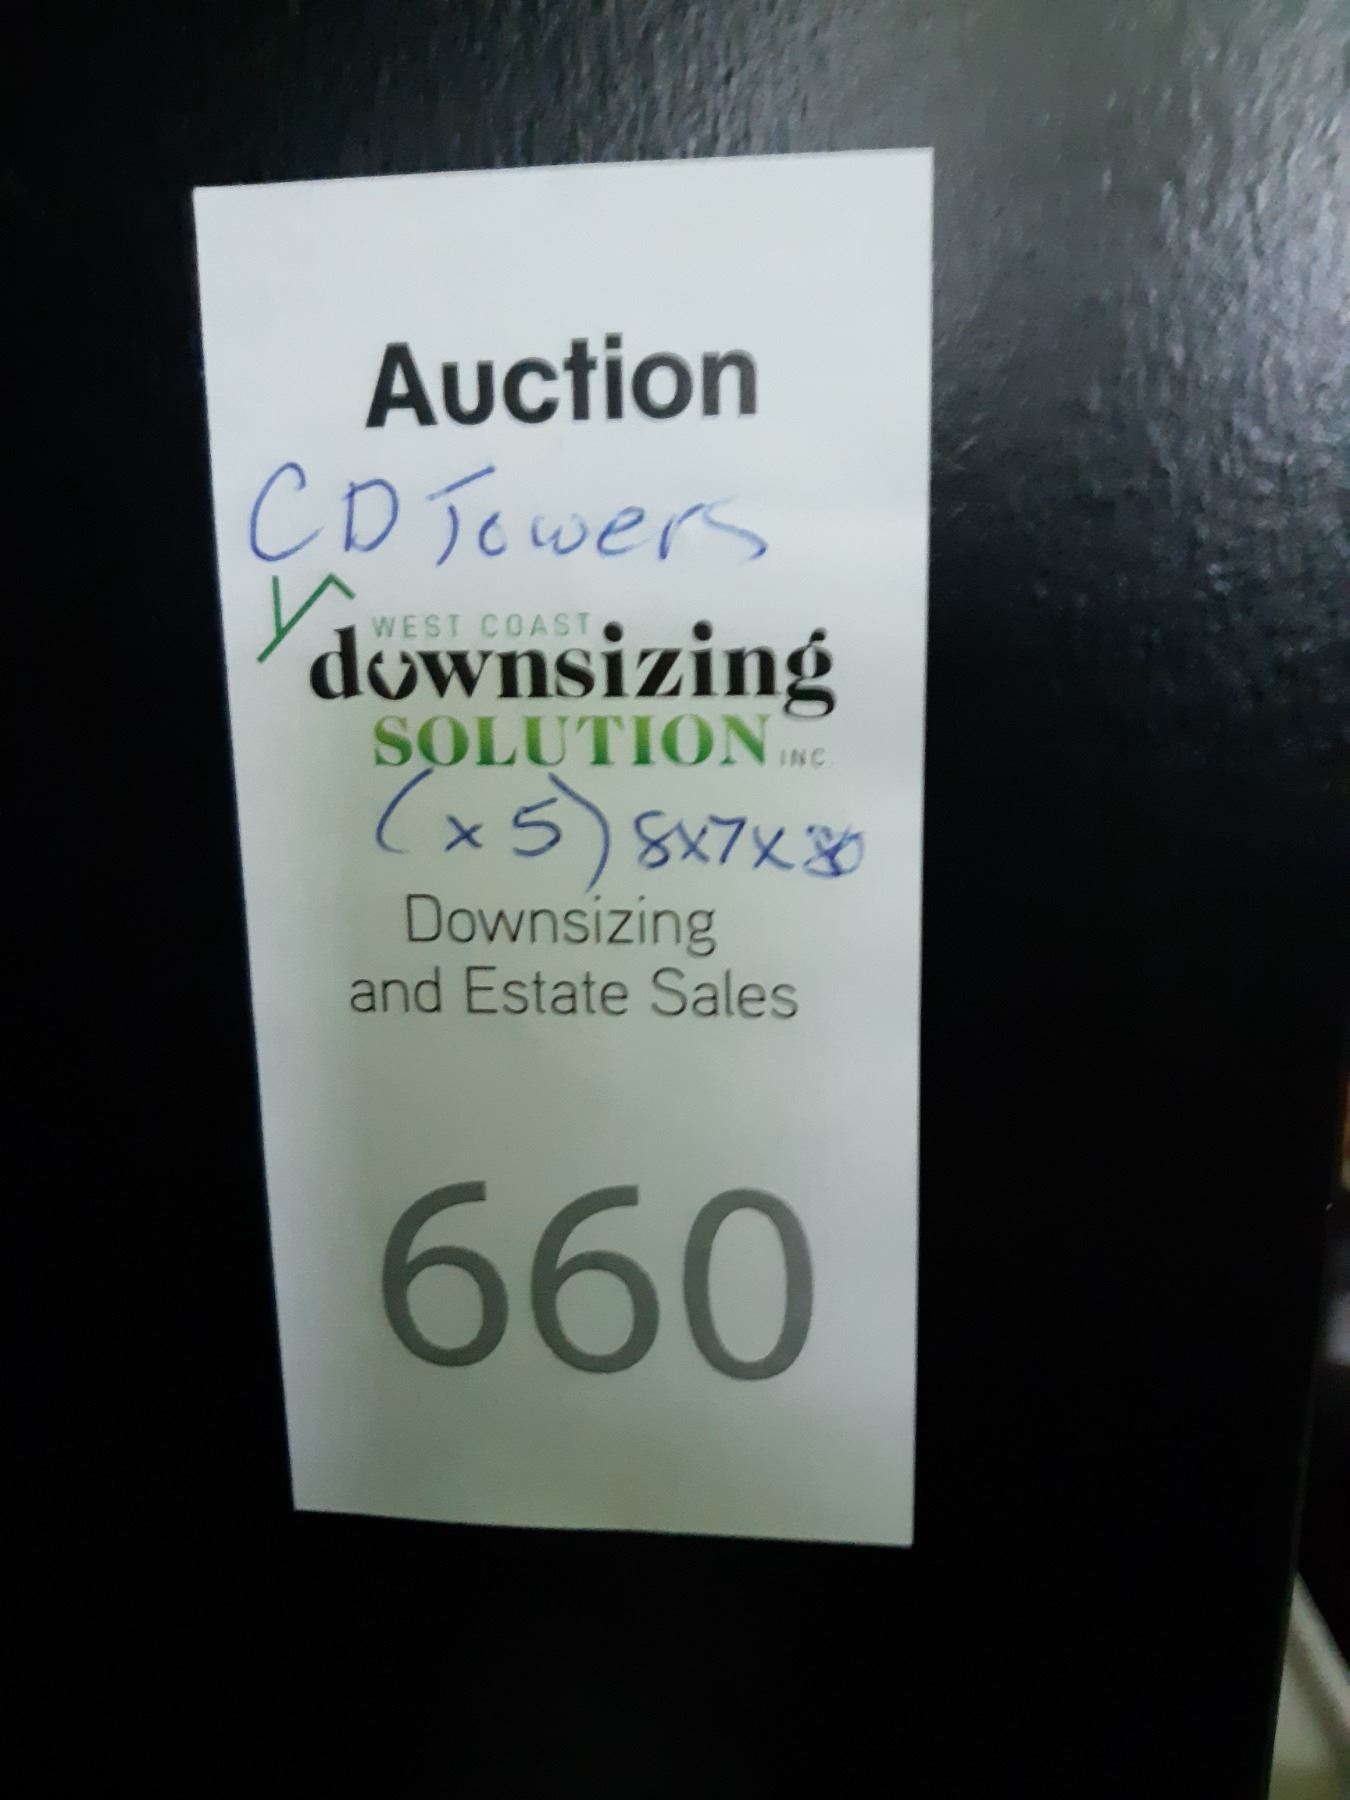 Auction
CD Towers
WEST COAST
downsizing
SOLUTION INC.
(x5) 8x7x
Downsizing
and Estate Sales
660